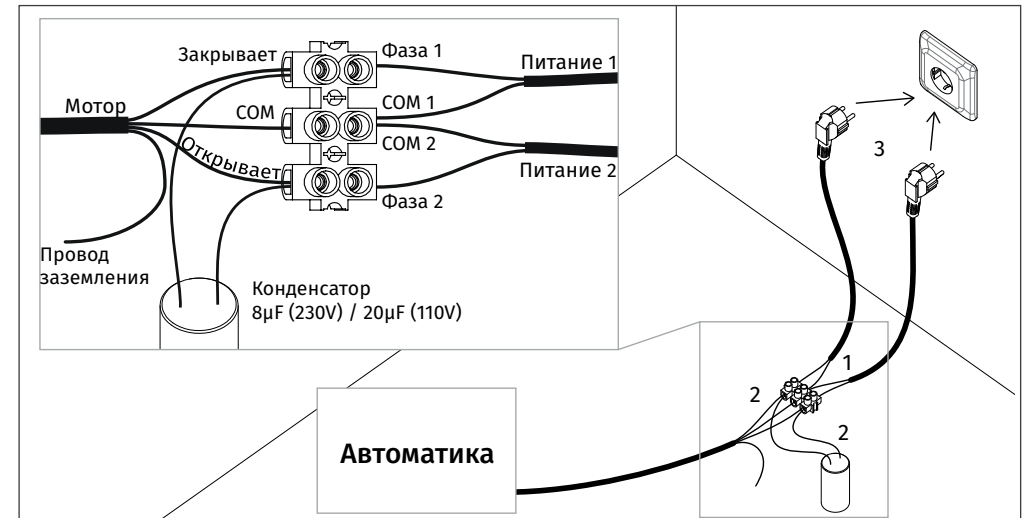 Закрывает
Фаза 1
Питание 1
Мотор
COM
COM 1
COM 2
Открывает
Питание 2
Фаза 2
Провод
заземления
Конденсатор
8µF (230V) / 20µF (110V)
3
1
2
2
Автоматика